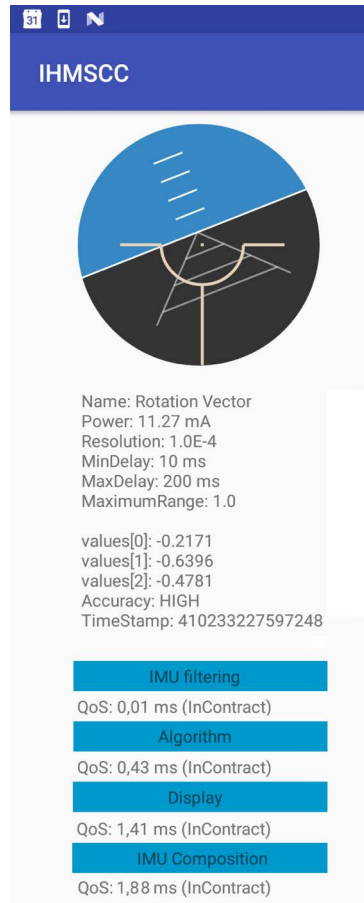 31
IHMSCC
Name: Rotation Vector
Power: 11.27 mA
Resolution: 1.0E-4
MinDelay: 10 ms
MaxDelay: 200 ms
MaximumRange: 1.0
values[0]: -0.2171
values[1]: -0.6396
values[2]: -0.4781
Accuracy: HIGH
TimeStamp: 410233227597248
IMU filtering
QoS: 0,01 ms (InContract)
Algorithm
QoS: 0,43 ms (InContract)
Display
QoS: 1,41 ms (InContract)
IMU Composition
QoS: 1,88 ms (InContract)